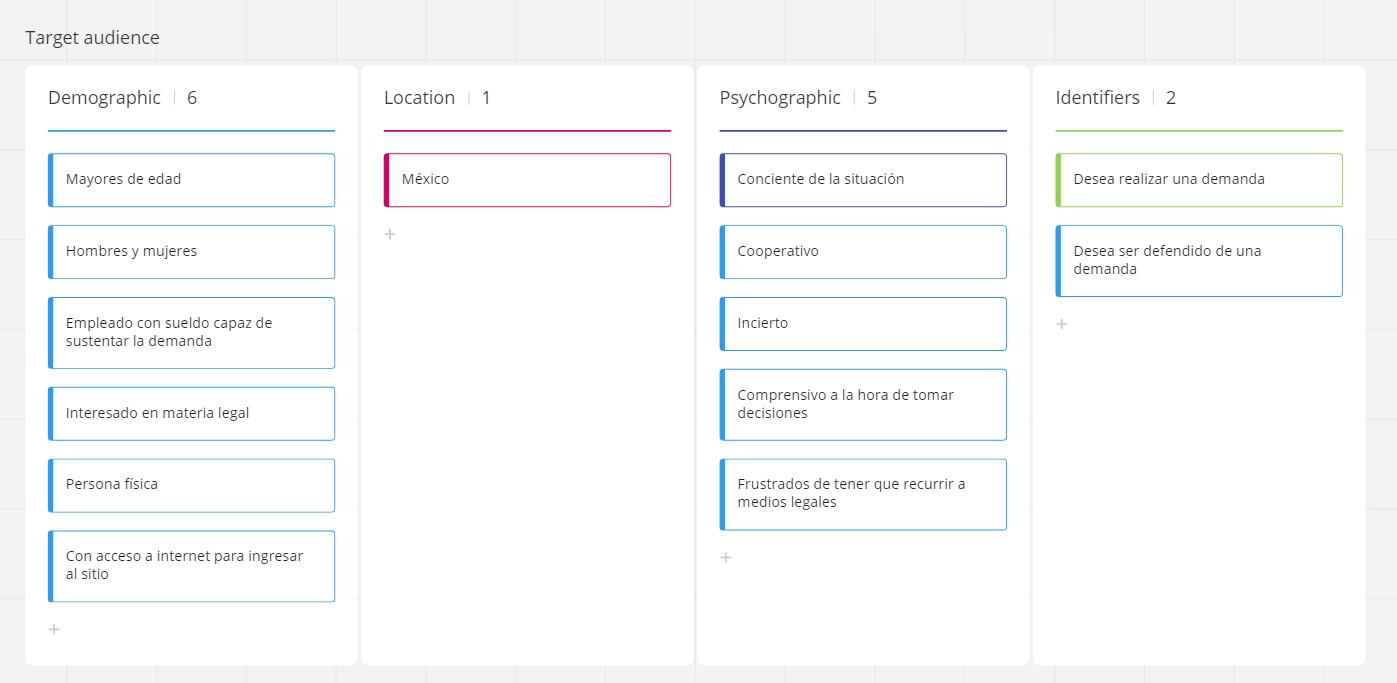 Target audience
Demographic | 6
Mayores de edad
Hombres y mujeres
Empleado con sueldo capaz de
sustentar la demanda
Interesado en materia legal
Persona física
Con acceso a internet para ingresar
al sitio
+
Location | 1
México
+
Psychographic | 5
Conciente de la situación
Cooperativo
Incierto
Comprensivo a la hora de tomar
decisiones
Frustrados de tener que recurrir a
medios legales
+
Identifiers | 2
Desea realizar una demanda
Desea ser defendido de una
demanda
+